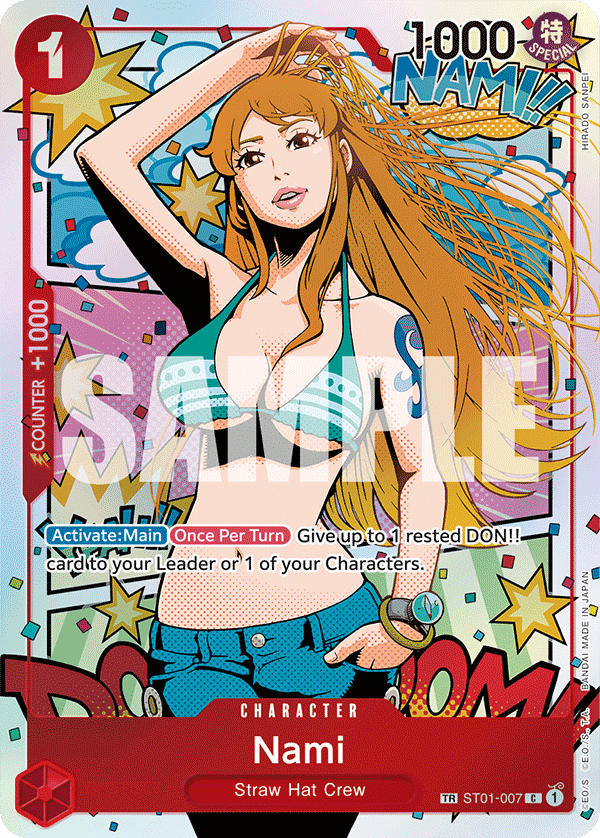 1
1000
特
SPECIAL
NAMI!!
HIRADO SANPEI
COUNTER +1000
SAMPLE
Activate:Main Once Per Turn Give up to 1 rested DON!!
card to your Leader or 1 of your Characters.
BANDAI MADE IN JAPAN
©E.O/S ©E.O./S., T.A.
CHARACTER
Nami
Straw Hat Crew
TR ST01-007 C 1